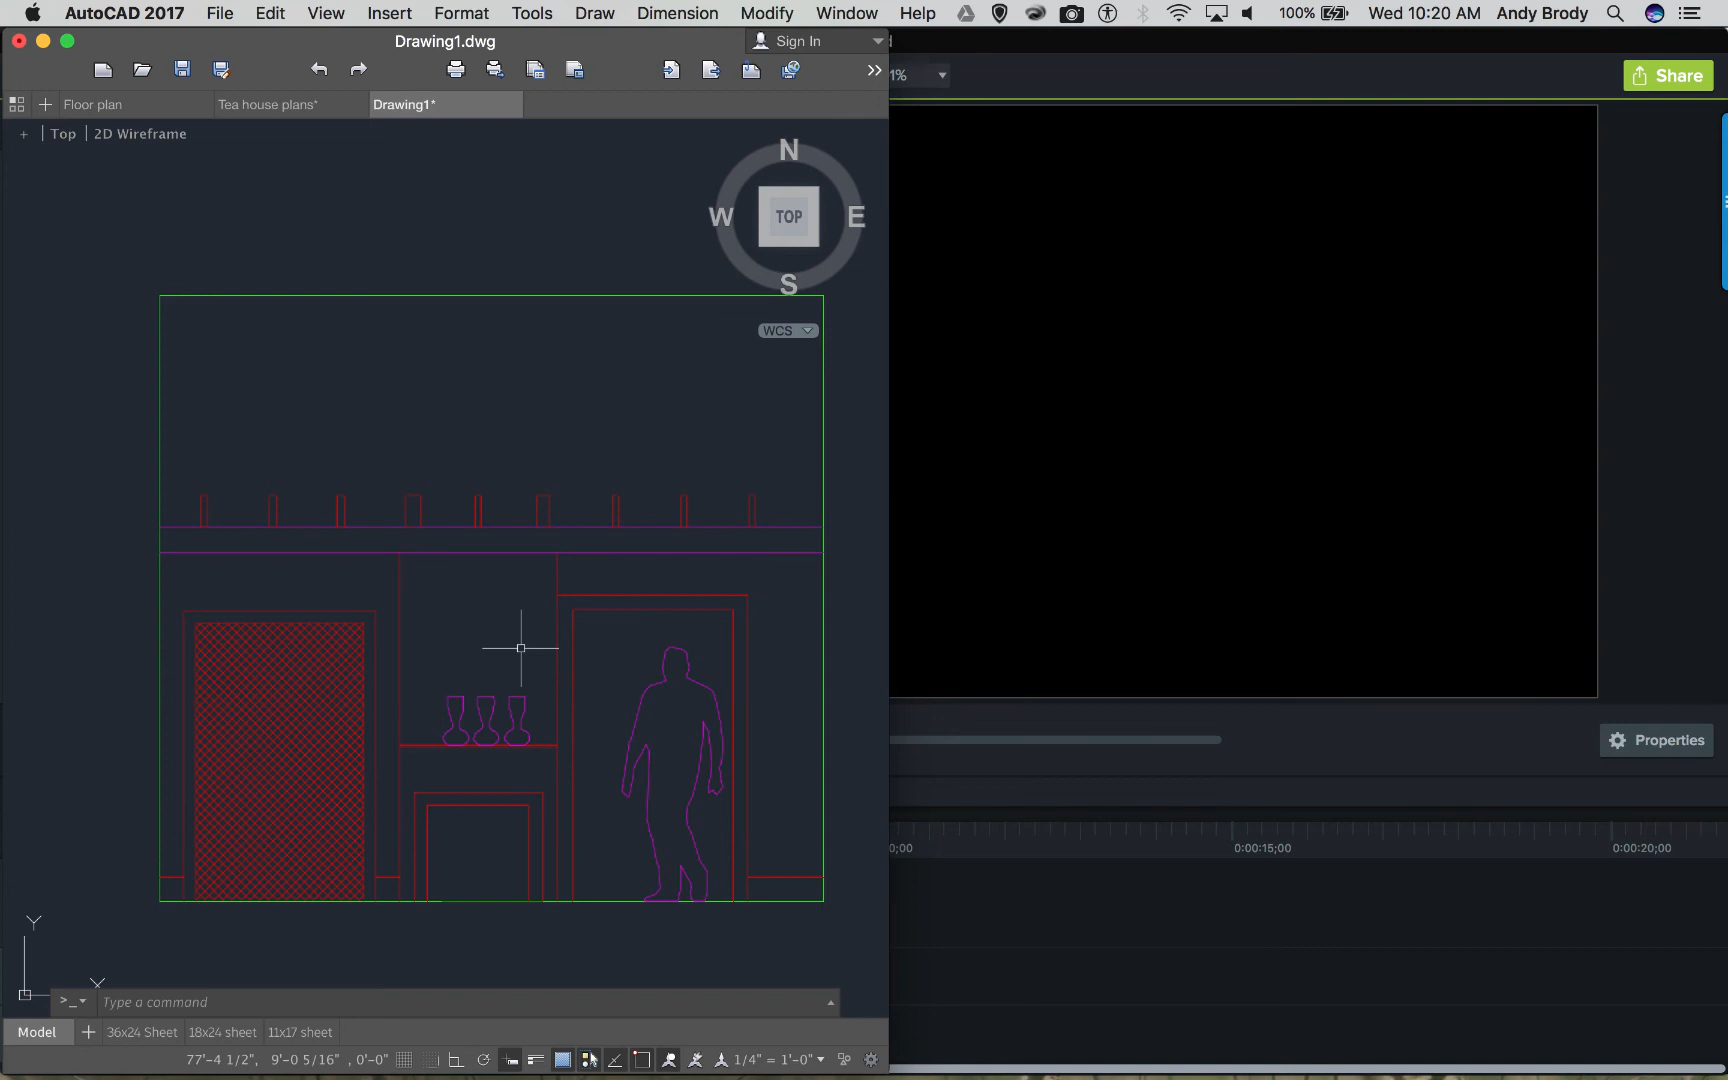 AutoCAD 2017 File Edit View Insert Format Tools Draw Dimension Modify Window Help 100% Wed 10:20 AM Andy Brody
Drawing1.dwg
Sign In
1%
Share
Floor plan Tea house plans* Drawing1*
+ | Top | 2D Wireframe
N
W TOP E
S
WCS
Properties
0;00 0:00:15;00 0:00:20;00
Y
X
>_ Type a command
Model 36x24 Sheet 18x24 sheet 11x17 sheet
77'-4 1/2", 9'-0 5/16" , 0'-0" 1/4" = 1'-0"